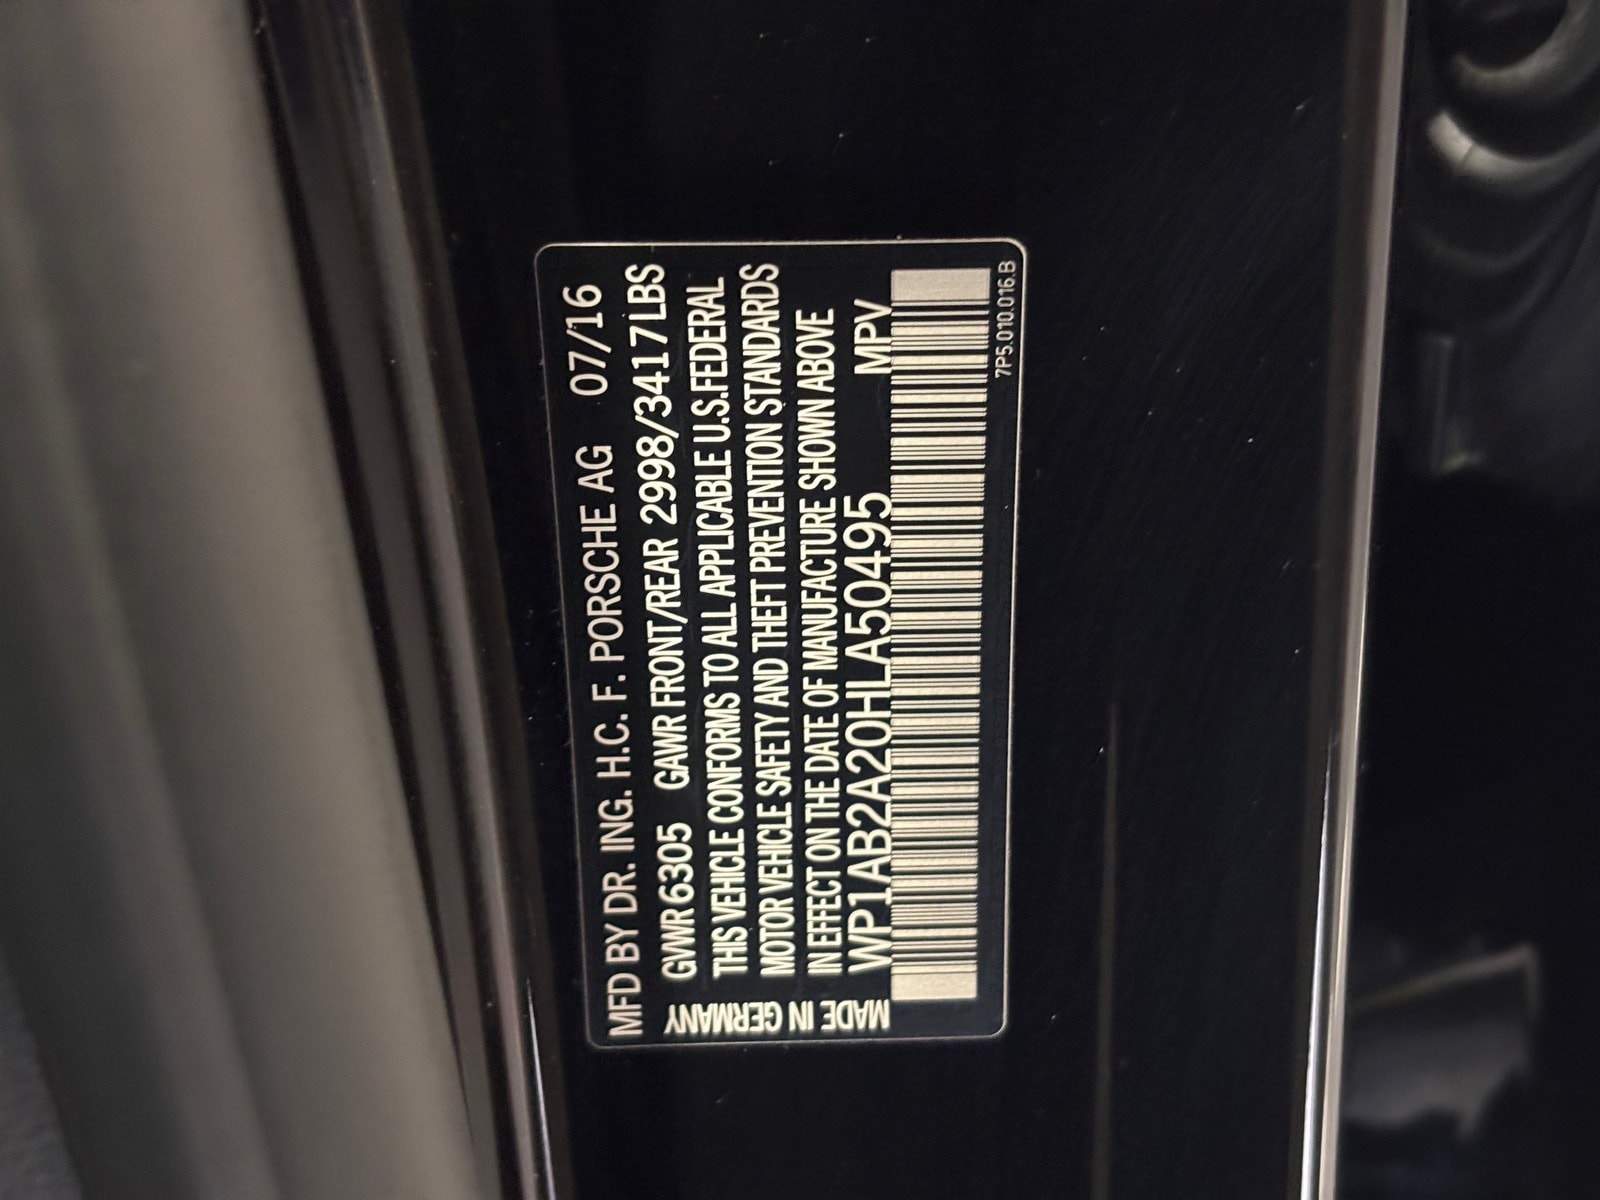 MFD BY DR. ING. H.C. F. PORSCHE AG 07/16
GVWR 6305 GAWR FRONT/REAR 2998/3417LBS
THIS VEHICLE CONFORMS TO ALL APPLICABLE U.S.FEDERAL
MOTOR VEHICLE SAFETY AND THEFT PREVENTION STANDARDS
IN EFFECT ON THE DATE OF MANUFACTURE SHOWN ABOVE
WP1AB2A20HLA50495 MPV
MADE IN GERMANY
7P5.010.016.B